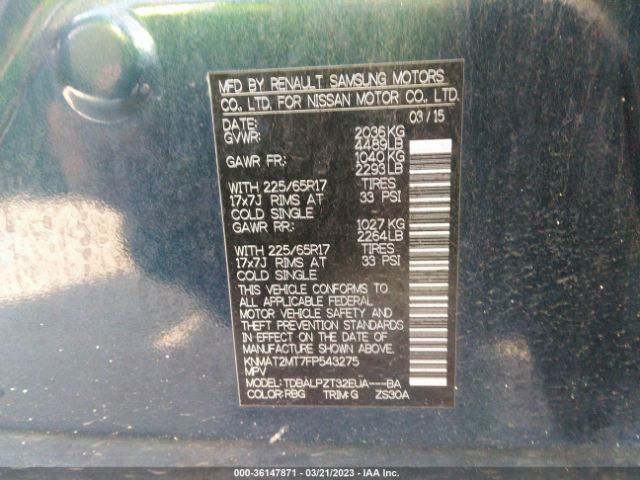 MFD BY RENAULT SAMSUNG MOTORS
CO., LTD. FOR NISSAN MOTOR CO., LTD.
DATE: 03/15
GVWR: 2036 KG
4489 LB
GAWR FR: 1040 KG
2293 LB
WITH 225/65R17 TIRES
17x7J RIMS AT 33 PSI
COLD SINGLE
GAWR RR: 1027 KG
2264 LB
WITH 225/65R17 TIRES
17x7J RIMS AT 33 PSI
COLD SINGLE
THIS VEHICLE CONFORMS TO
ALL APPLICABLE FEDERAL
MOTOR VEHICLE SAFETY AND
THEFT PREVENTION STANDARDS
IN EFFECT ON THE DATE OF
MANUFACTURE SHOWN ABOVE.
KNMAT2MT7FP543275
MPV
MODEL: TDBALPZT32EUA---BA
COLOR: RBG TRIM: G ZS30A
000-36147871 — 03/21/2023 — IAA Inc.